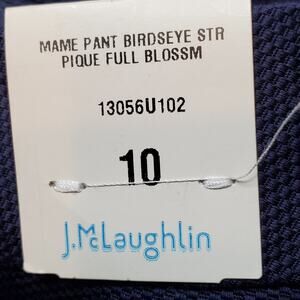 MAME PANT BIRDSEYE STR
PIQUE FULL BLOSSM
13056U102
10
J.McLaughlin